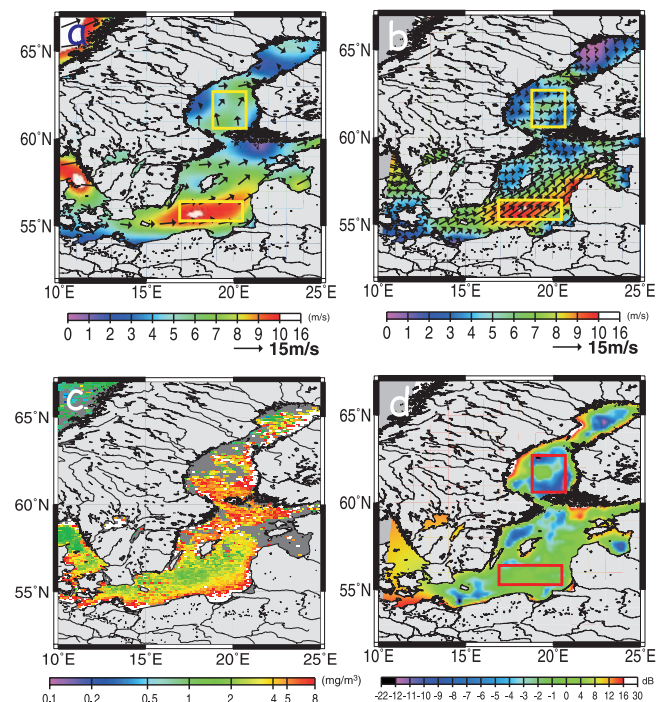 a b
65˚N 65˚N
60˚N 60˚N
55˚N 55˚N
10˚E 15˚E 20˚E 25˚E 10˚E 15˚E 20˚E 25˚E
0 1 2 3 4 5 6 7 8 9 10 16 (m/s) 0 1 2 3 4 5 6 7 8 9 10 16 (m/s)
15m/s 15m/s
c d
65˚N 65˚N
60˚N 60˚N
55˚N 55˚N
10˚E 15˚E 20˚E 25˚E 10˚E 15˚E 20˚E 25˚E
(mg/m³) dB
0.1 0.2 0.5 1 2 4 5 8 -22 -12 -11 -10 -9 -8 -7 -6 -5 -4 -3 -2 -1 0 4 8 12 16 30